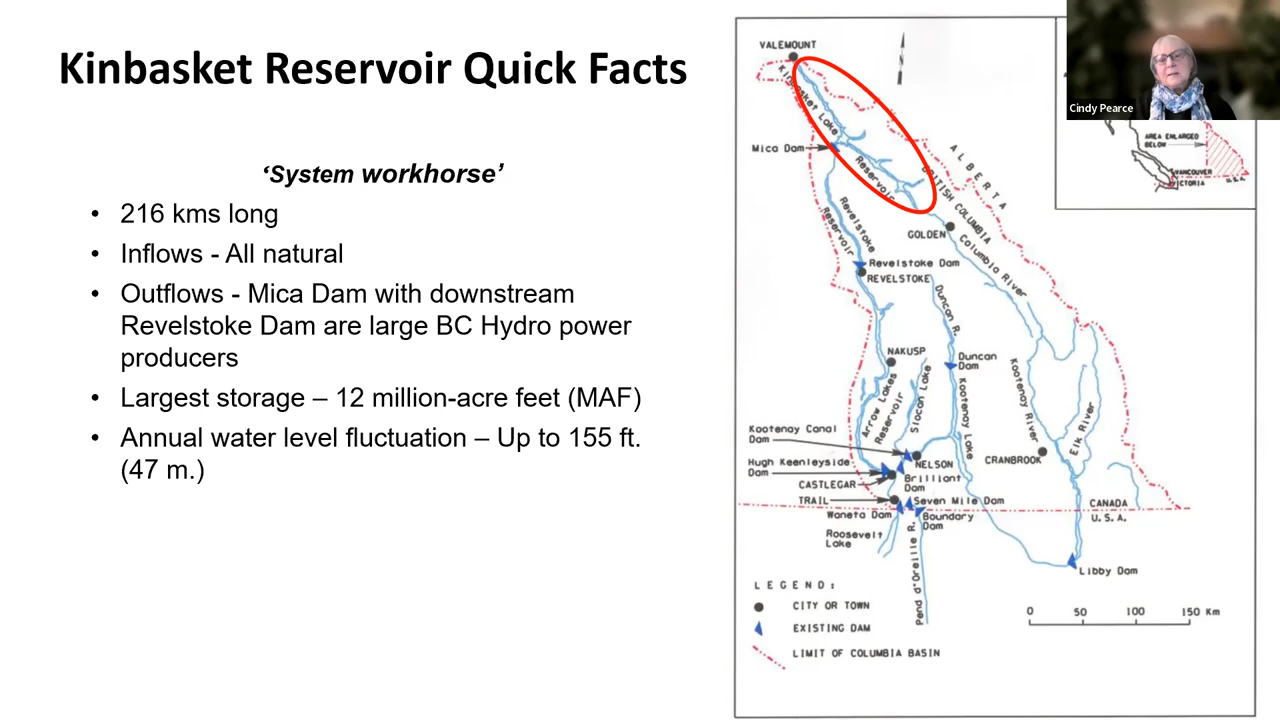 Kinbasket Reservoir Quick Facts
‘System workhorse’
• 216 kms long
• Inflows - All natural
• Outflows - Mica Dam with downstream
Revelstoke Dam are large BC Hydro power
producers
• Largest storage – 12 million-acre feet (MAF)
• Annual water level fluctuation – Up to 155 ft.
(47 m.)
Cindy Pearce
AREA ENLARGED
BELOW
VANCOUVER
VICTORIA
U.S.A.
VALEMOUNT
Kinbasket Lake
Reservoir
Mica Dam
ALBERTA
BRITISH COLUMBIA
GOLDEN
Columbia River
Revelstoke
Reservoir
Revelstoke Dam
REVELSTOKE
Duncan R.
NAKUSP
Duncan
Dam
Arrow Lakes
Reservoir
Slocan Lake
Kootenay Lake
Kootenay River
Elk River
Kootenay Canal
Dam
NELSON
CRANBROOK
Hugh Keenleyside
Dam
CASTLEGAR
Brilliant
Dam
TRAIL
Seven Mile Dam
CANADA
U.S.A.
Waneta Dam
Boundary
Dam
Roosevelt
Lake
Pend d'Oreille R.
Libby Dam
LEGEND:
CITY OR TOWN
EXISTING DAM
LIMIT OF COLUMBIA BASIN
0 50 100 150 Km